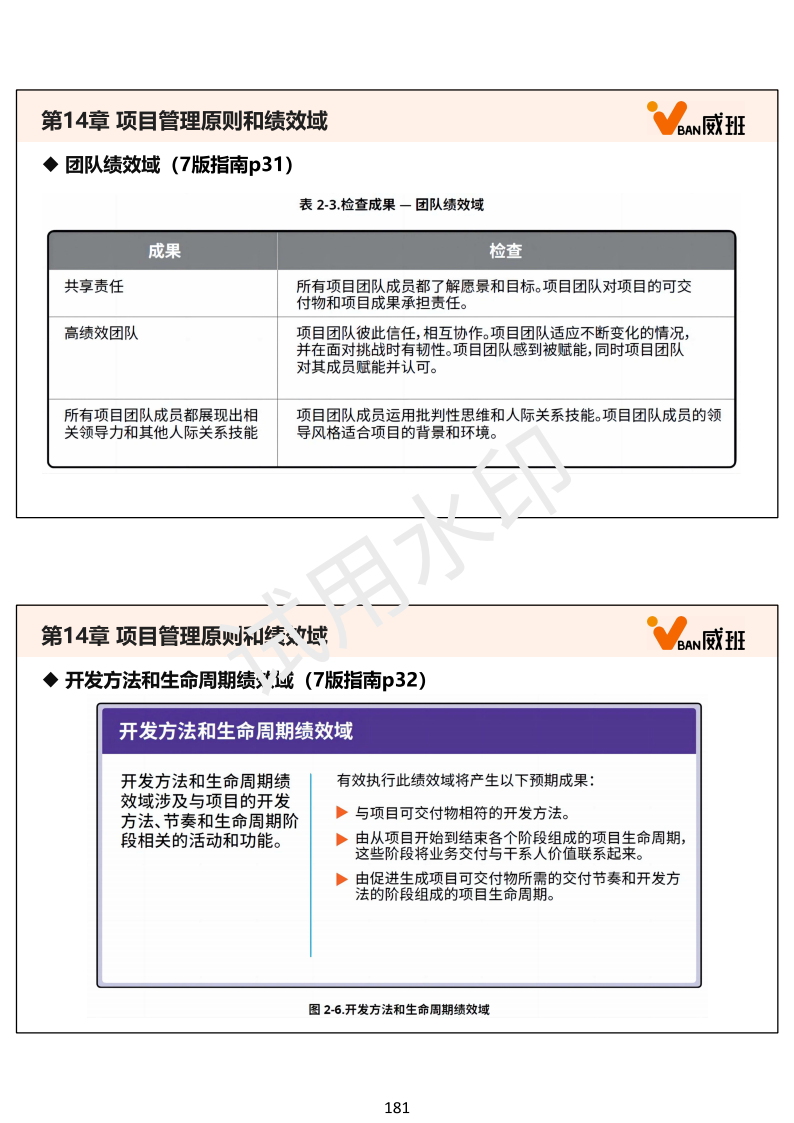 第14章 项目管理原则和绩效域
BAN威班
◆ 团队绩效域（7版指南p31）
表 2-3.检查成果 — 团队绩效域
成果
检查
共享责任
所有项目团队成员都了解愿景和目标。项目团队对项目的可交
付物和项目成果承担责任。
高绩效团队
项目团队彼此信任，相互协作。项目团队适应不断变化的情况，
并在面对挑战时有韧性。项目团队感到被赋能，同时项目团队
对其成员赋能并认可。
所有项目团队成员都展现出相
关领导力和其他人际关系技能
项目团队成员运用批判性思维和人际关系技能。项目团队成员的领
导风格适合项目的背景和环境。
试用水印
第14章 项目管理原则和绩效域
BAN威班
◆ 开发方法和生命周期绩效域（7版指南p32）
开发方法和生命周期绩效域
开发方法和生命周期绩
效域涉及与项目的开发
方法、节奏和生命周期阶
段相关的活动和功能。
有效执行此绩效域将产生以下预期成果：
与项目可交付物相符的开发方法。
由从项目开始到结束各个阶段组成的项目生命周期，
这些阶段将业务交付与干系人价值联系起来。
由促进生成项目可交付物所需的交付节奏和开发方
法的阶段组成的项目生命周期。
图 2-6.开发方法和生命周期绩效域
181